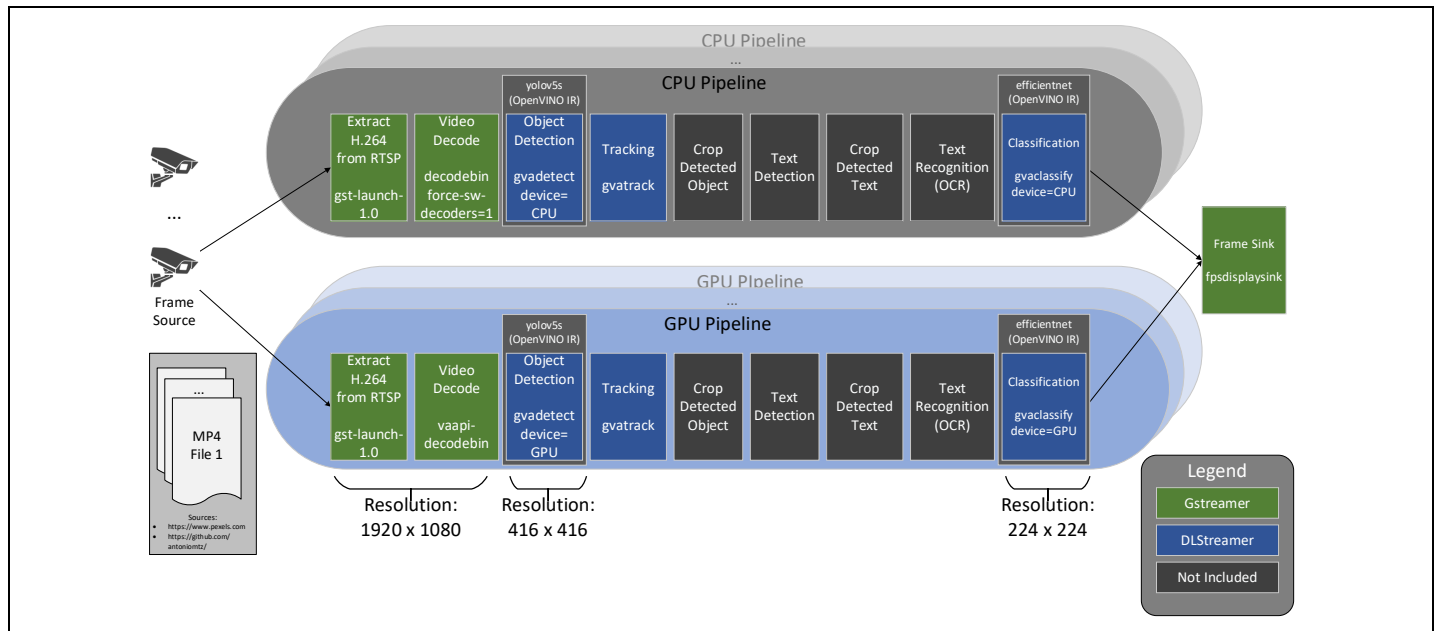 CPU Pipeline
...
CPU Pipeline
yolov5s
(OpenVINO IR)
efficientnet
(OpenVINO IR)
Extract
H.264
from RTSP
gst-launch-
1.0
Video
Decode
decodebin
force-sw-
decoders=1
Object
Detection
gvadetect
device=
CPU
Tracking
gvatrack
Crop
Detected
Object
Text
Detection
Crop
Detected
Text
Text
Recognition
(OCR)
Classification
gvaclassify
device=CPU
...
Frame
Source
Frame Sink
fpsdisplaysink
GPU PIpeline
...
GPU Pipeline
yolov5s
(OpenVINO IR)
efficientnet
(OpenVINO IR)
Extract
H.264
from RTSP
gst-launch-
1.0
Video
Decode
vaapi-
decodebin
Object
Detection
gvadetect
device=
GPU
Tracking
gvatrack
Crop
Detected
Object
Text
Detection
Crop
Detected
Text
Text
Recognition
(OCR)
Classification
gvaclassify
device=GPU
...
MP4
File 1
Sources:
• https://www.pexels.com
• https://github.com/
antoniomtz/
Resolution:
1920 x 1080
Resolution:
416 x 416
Resolution:
224 x 224
Legend
Gstreamer
DLStreamer
Not Included